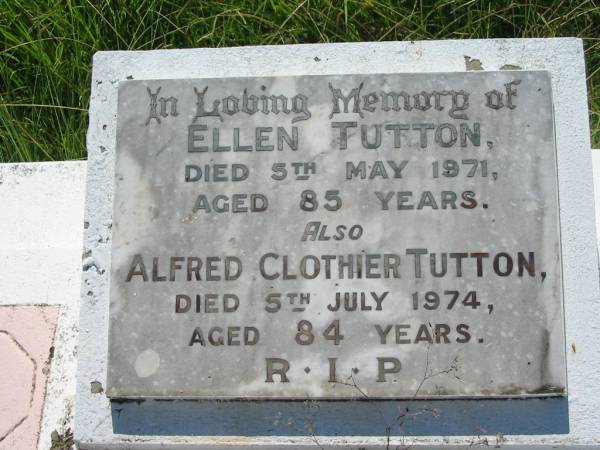 In Loving Memory of
ELLEN TUTTON,
DIED 5TH MAY 1971,
AGED 85 YEARS.
ALSO
ALFRED CLOTHIER TUTTON,
DIED 5TH JULY 1974,
AGED 84 YEARS.
R·I·P